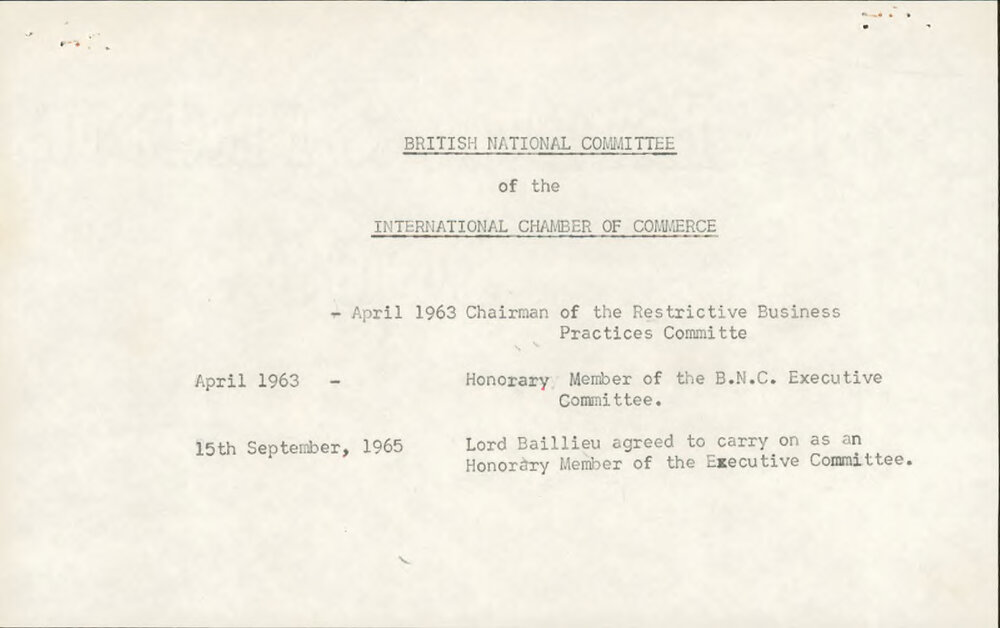 BRITISH NATIONAL COMMITTEE
of the
INTERNATIONAL CHAMBER OF COMMERCE
- April 1963 Chairman of the Restrictive Business
Practices Committe
April 1963 - Honorary Member of the B.N.C. Executive
Committee.
15th September, 1965 Lord Baillieu agreed to carry on as an
Honorary Member of the Executive Committee.